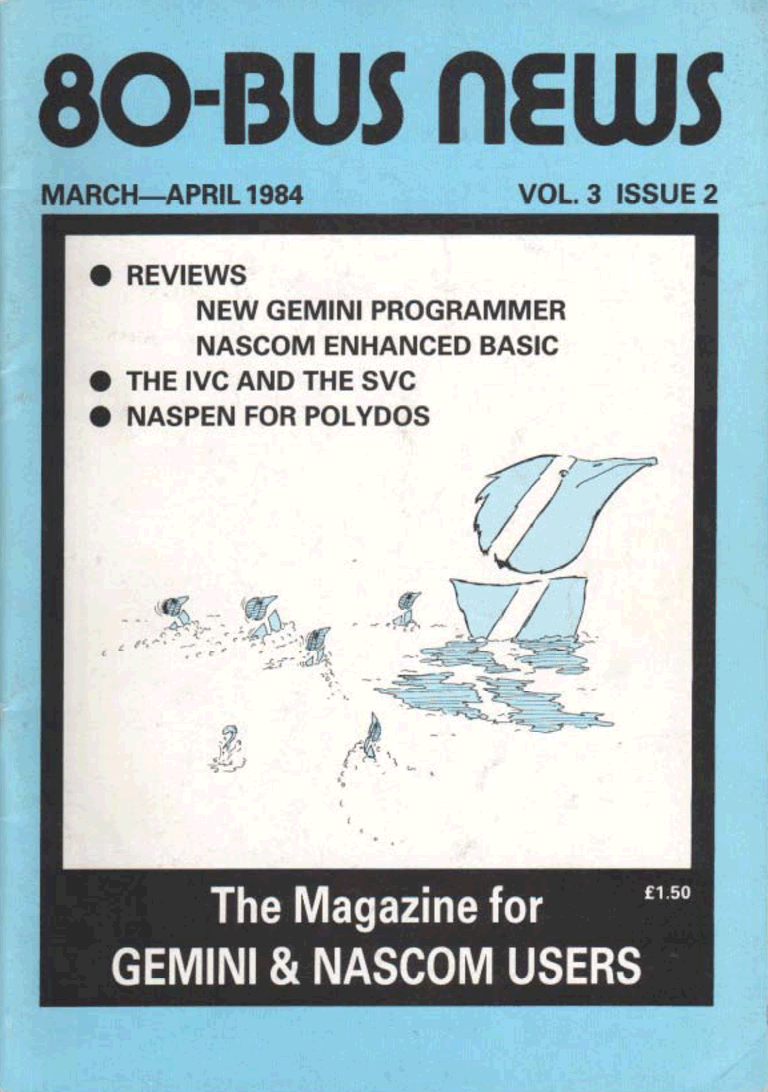 80-BUS NEWS
MARCH—APRIL 1984
VOL. 3 ISSUE 2
● REVIEWS
NEW GEMINI PROGRAMMER
NASCOM ENHANCED BASIC
● THE IVC AND THE SVC
● NASPEN FOR POLYDOS
The Magazine for
£1.50
GEMINI & NASCOM USERS